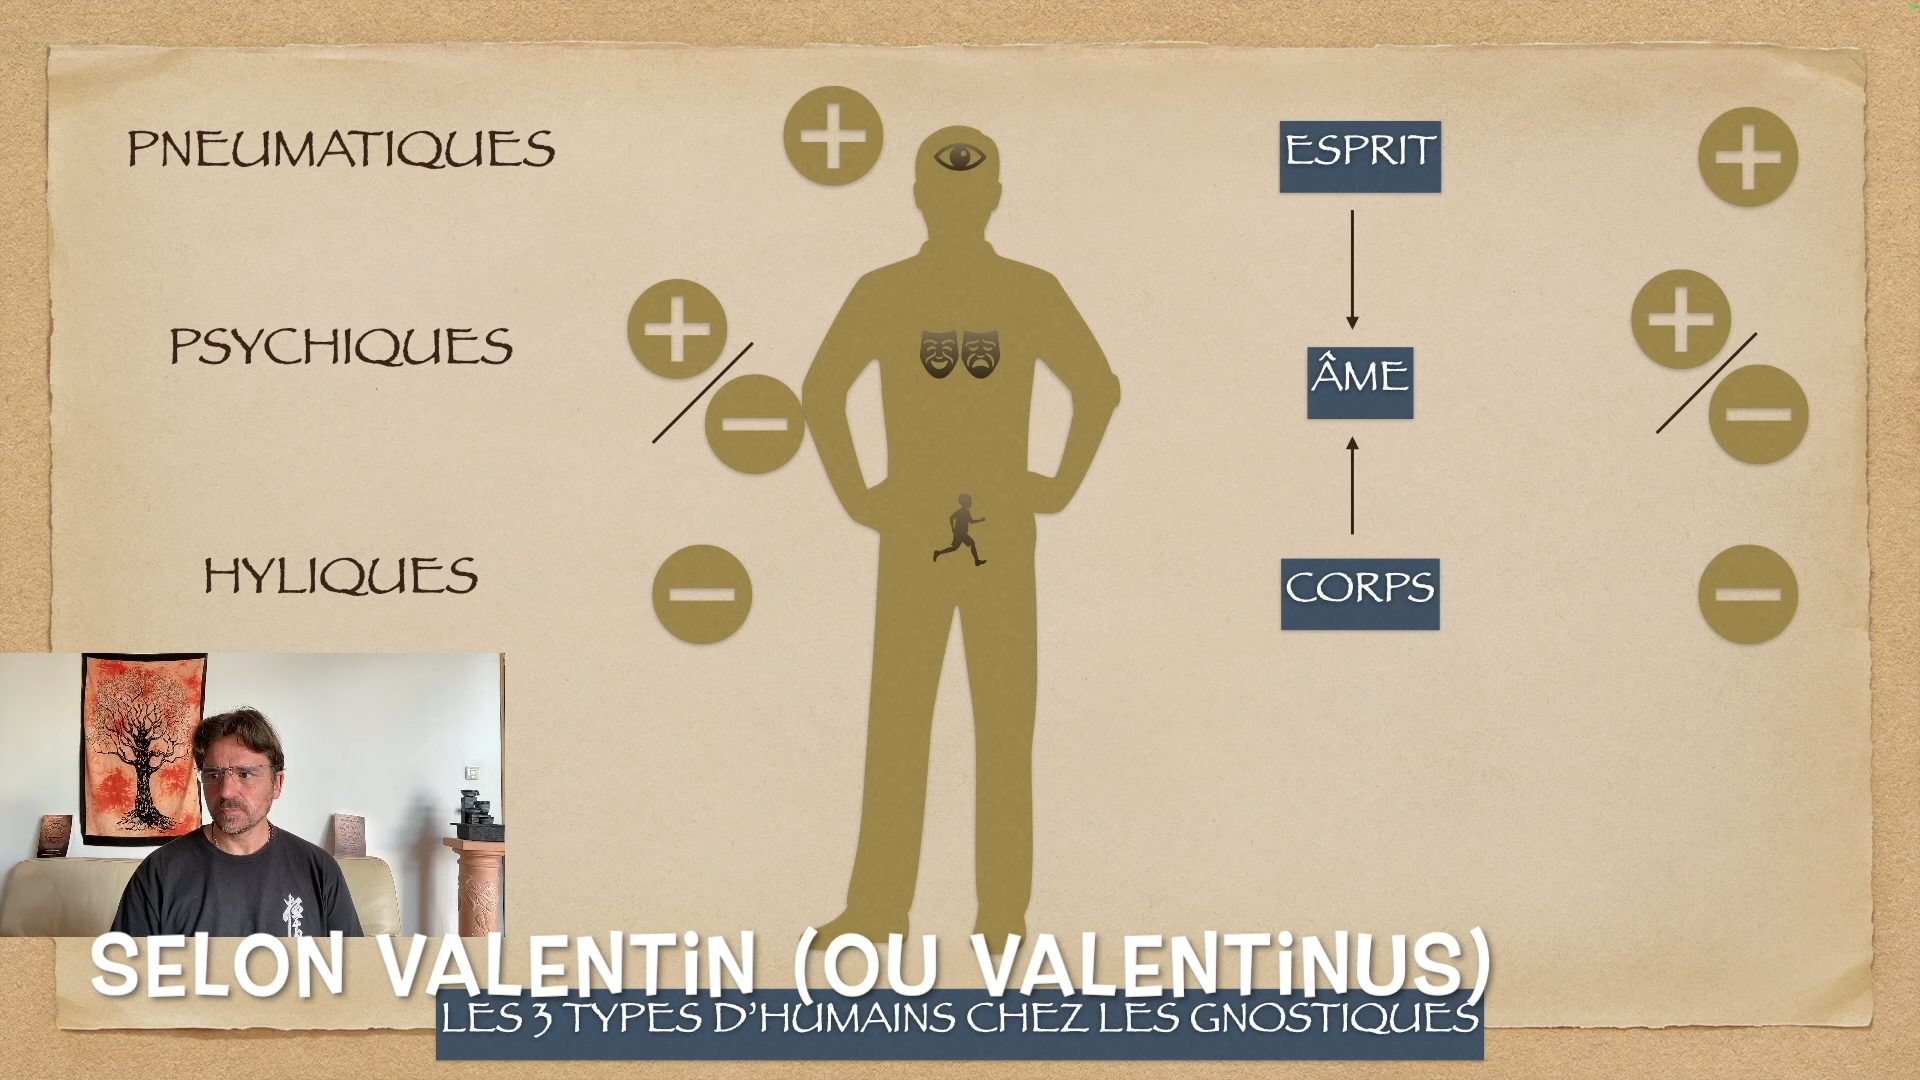 PNEUMATIQUES
ESPRIT
PSYCHIQUES
ÂME
HYLIQUES
CORPS
SELON VALENTIN (OU VALENTINUS)
LES 3 TYPES D'HUMAINS CHEZ LES GNOSTIQUES